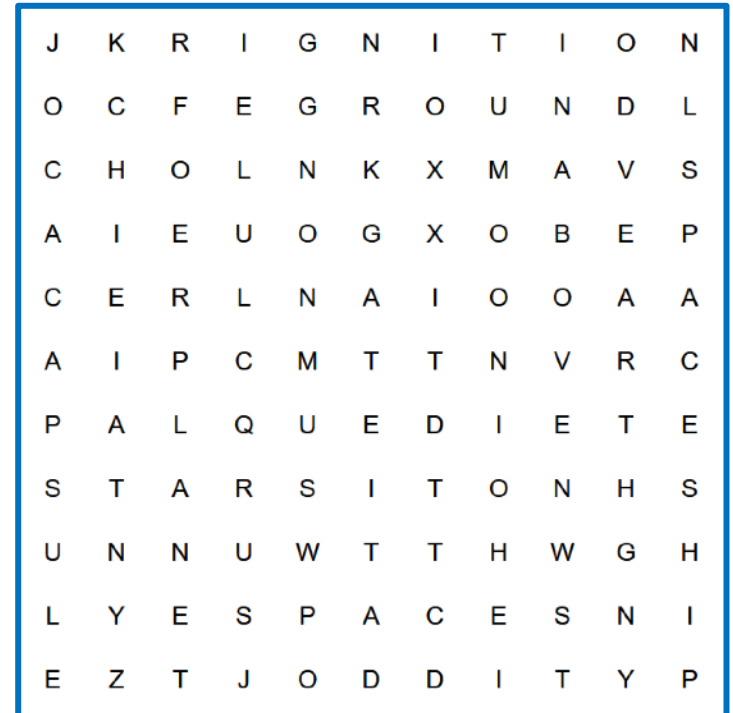 J K R I G N I T I O N
O C F E G R O U N D L
C H O L N K X M A V S
A I E U O G X O B E P
C E R L N A I O O A A
A I P C M T T N V R C
P A L Q U E D I E T E
S T A R S I T O N H S
U N N U W T T H W G H
L Y E S P A C E S N I
E Z T J O D D I T Y P